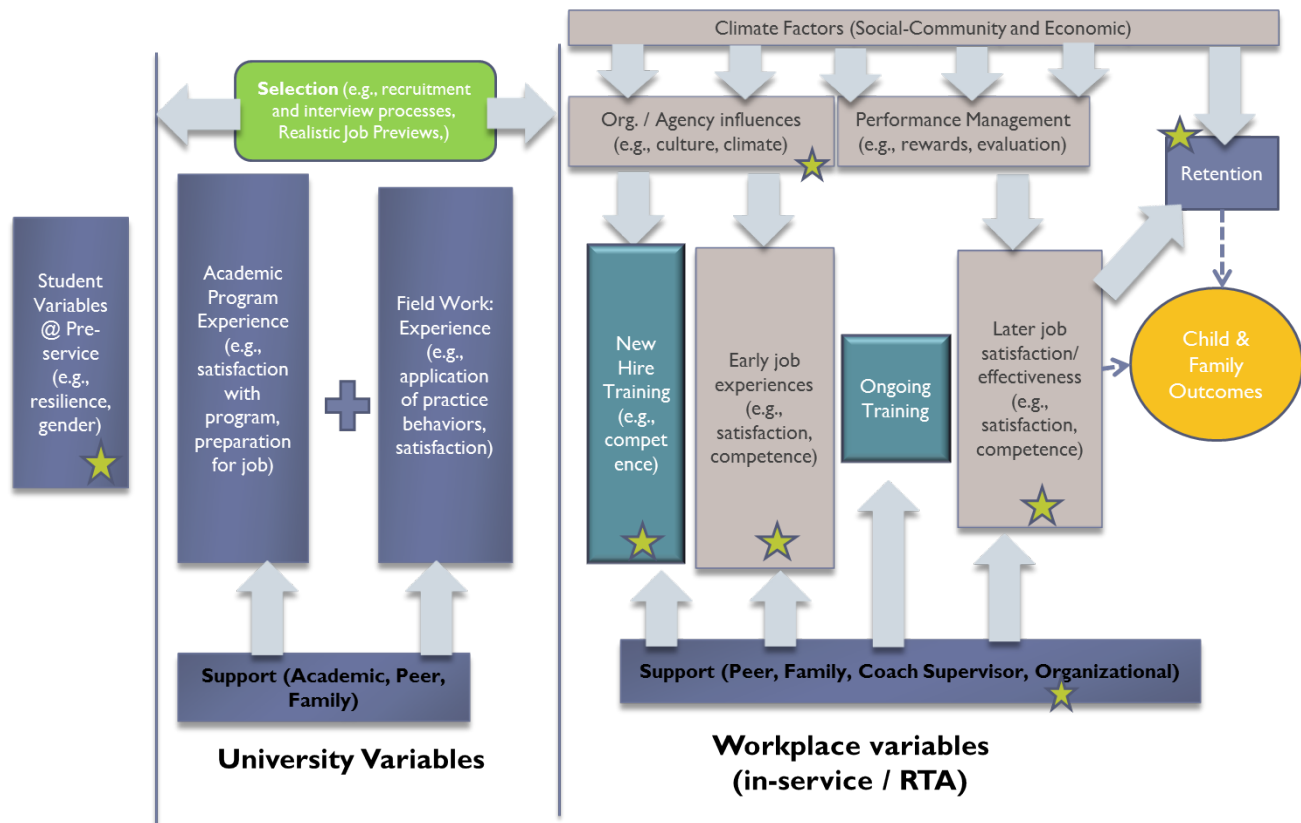 Climate Factors (Social-Community and Economic)
Selection (e.g., recruitment
and interview processes,
Realistic Job Previews,)
Org. / Agency influences
(e.g., culture, climate)
Performance Management
(e.g., rewards, evaluation)
Retention
Student
Variables
@ Pre-
service
(e.g.,
resilience,
gender)
Academic
Program
Experience
(e.g.,
satisfaction
with
program,
preparation
for job)
Field Work:
Experience
(e.g.,
application
of practice
behaviors,
satisfaction)
New
Hire
Training
(e.g.,
compet
ence)
Early job
experiences
(e.g.,
satisfaction,
competence)
Ongoing
Training
Later job
satisfaction/
effectiveness
(e.g.,
satisfaction,
competence)
Child &
Family
Outcomes
Support (Academic, Peer,
Family)
Support (Peer, Family, Coach Supervisor, Organizational)
University Variables
Workplace variables
(in-service / RTA)